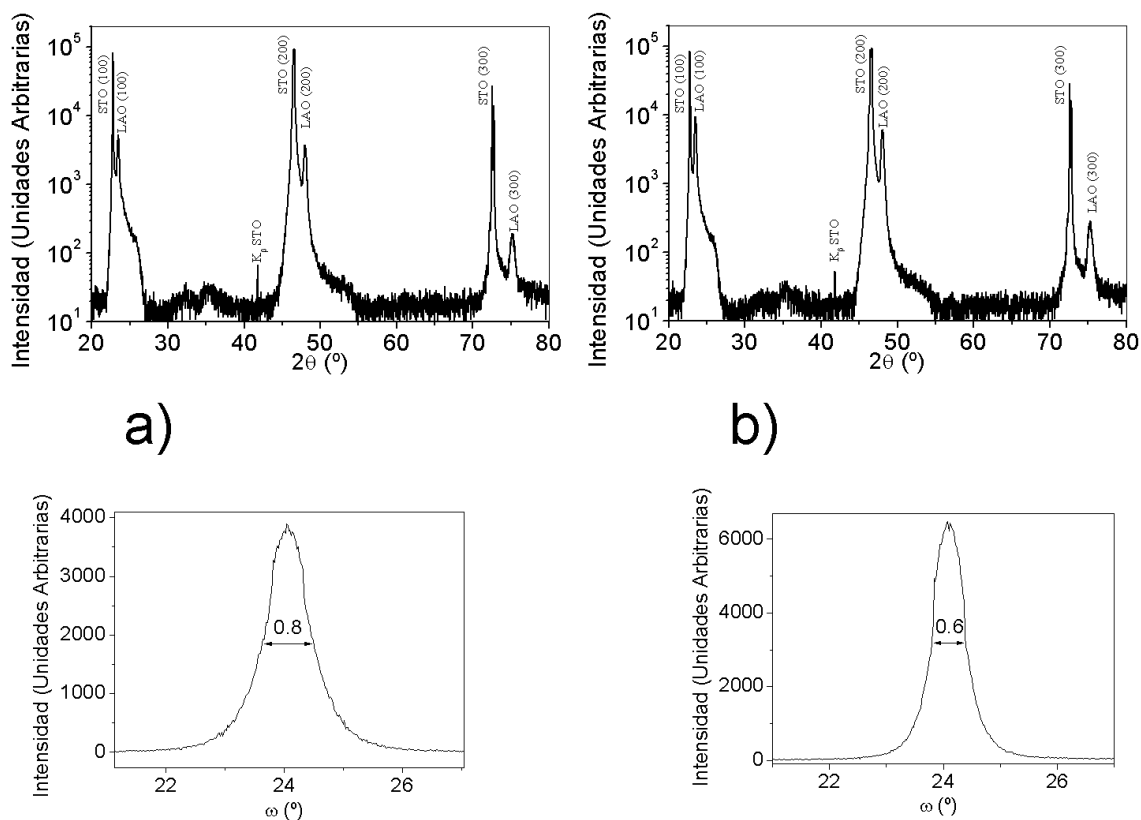 Intensidad (Unidades Arbitrarias)
10⁵
10⁴
10³
10²
10¹
STO (100)
LAO (100)
K_β STO
STO (200)
LAO (200)
STO (300)
LAO (300)
20 30 40 50 60 70 80
2θ (º)
Intensidad (Unidades Arbitrarias)
10⁵
10⁴
10³
10²
10¹
STO (100)
LAO (100)
K_β STO
STO (200)
LAO (200)
STO (300)
LAO (300)
20 30 40 50 60 70 80
2θ (º)
a)
b)
Intensidad (Unidades Arbitrarias)
4000
3000
2000
1000
0
0.8
22 24 26
ω (º)
Intensidad (Unidades Arbitrarias)
6000
4000
2000
0
0.6
22 24 26
ω (º)